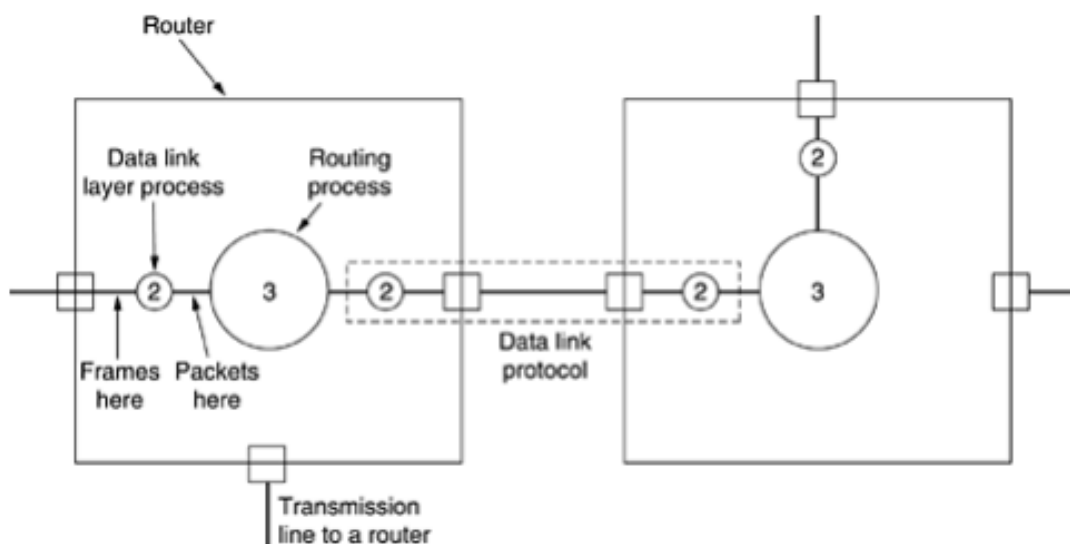 Router
Data link
layer process
Routing
process
2
2
3
2
2
3
Frames
here
Packets
here
Data link
protocol
Transmission
line to a router